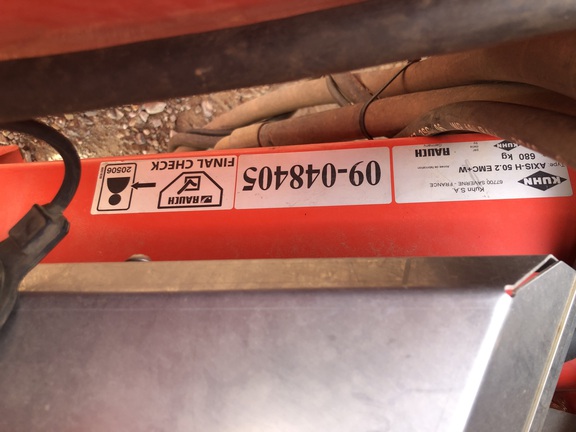 KUHN
Kuhn S.A
67700 SAVERNE - FRANCE
Type: AXIS-H 50.2 EMC+W
680 kg
KUHN
RAUCH
09-048405
RAUCH
FINAL CHECK
20506